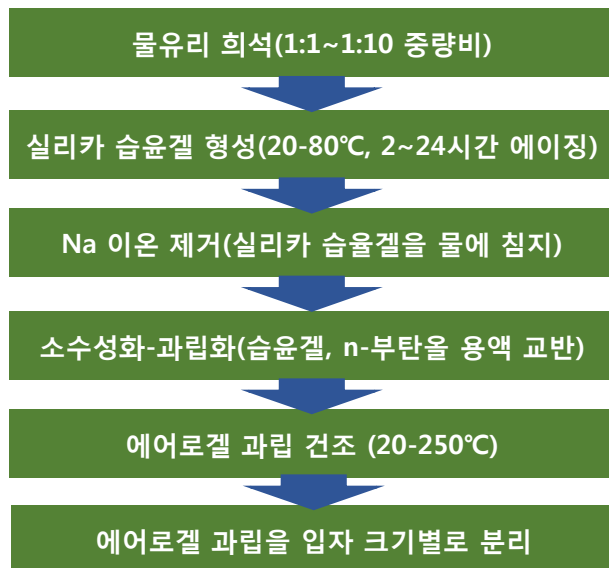 물유리 희석(1:1~1:10 중량비)
실리카 습윤겔 형성(20-80℃, 2~24시간 에이징)
Na 이온 제거(실리카 습율겔을 물에 침지)
소수성화-과립화(습윤겔, n-부탄올 용액 교반)
에어로겔 과립 건조 (20-250℃)
에어로겔 과립을 입자 크기별로 분리